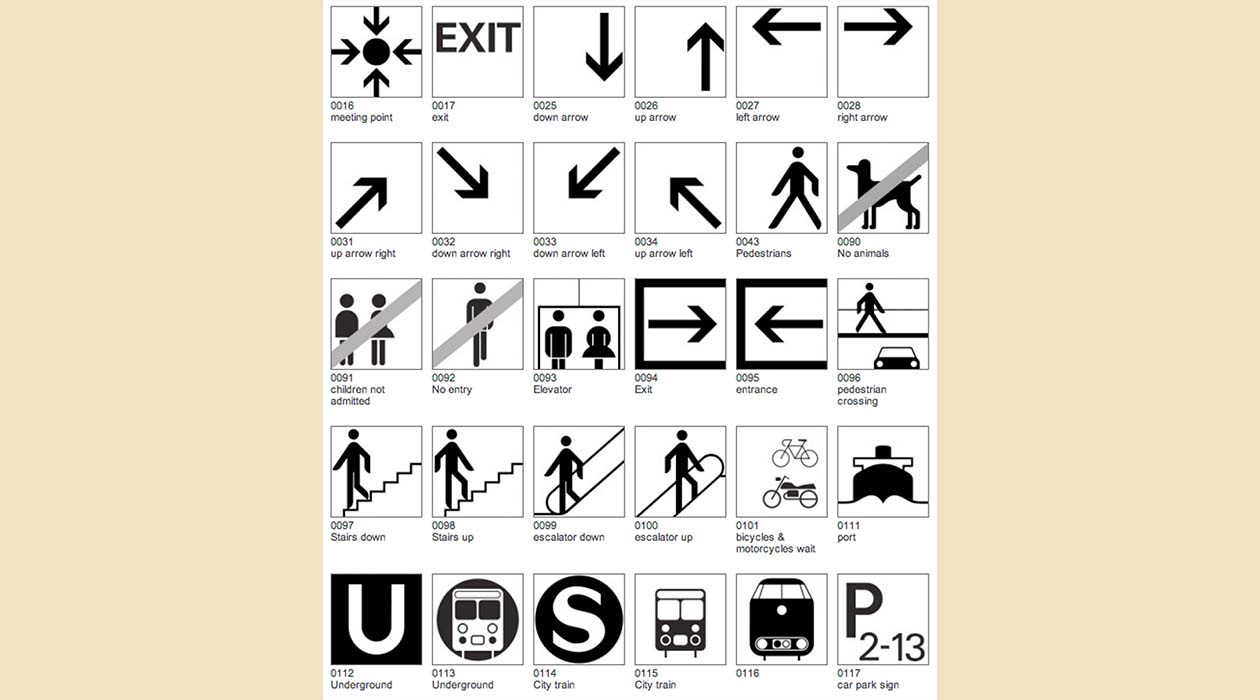 EXIT
0016
meeting point
0017
exit
0025
down arrow
0026
up arrow
0027
left arrow
0028
right arrow
0031
up arrow right
0032
down arrow right
0033
down arrow left
0034
up arrow left
0043
Pedestrians
0090
No animals
0091
children not
admitted
0092
No entry
0093
Elevator
0094
Exit
0095
entrance
0096
pedestrian
crossing
0097
Stairs down
0098
Stairs up
0099
escalator down
0100
escalator up
0101
bicycles &
motorcycles wait
0111
port
U
S
P
2-13
0112
Underground
0113
Underground
0114
City train
0115
City train
0116
0117
car park sign